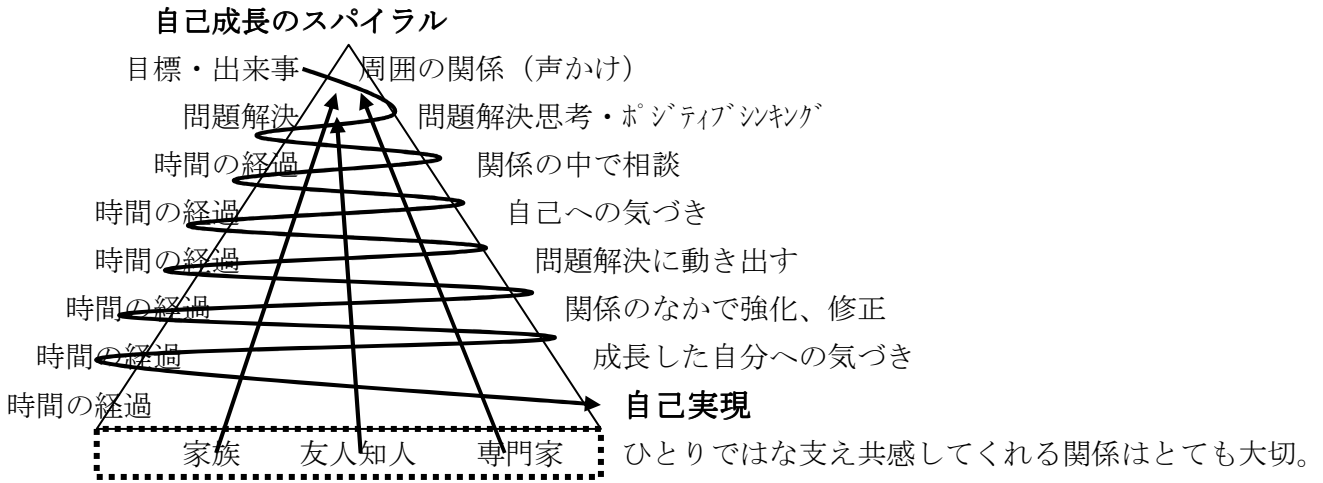 自己成長のスパイラル
目標・出来事 周囲の関係（声かけ）
問題解決 問題解決思考・ﾎﾟｼﾞﾃｨﾌﾞｼﾝｷﾝｸﾞ
時間の経過 関係の中で相談
時間の経過 自己への気づき
時間の経過 問題解決に動き出す
時間の経過 関係のなかで強化、修正
時間の経過 成長した自分への気づき
時間の経過 自己実現
家族 友人知人 専門家 ひとりではな支え共感してくれる関係はとても大切。